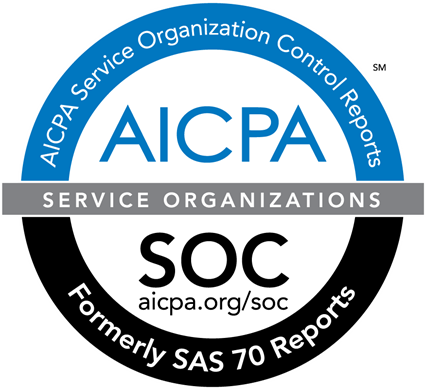 AICPA Service Organization Control Reports
SM
AICPA
SERVICE ORGANIZATIONS
SOC
aicpa.org/soc
Formerly SAS 70 Reports